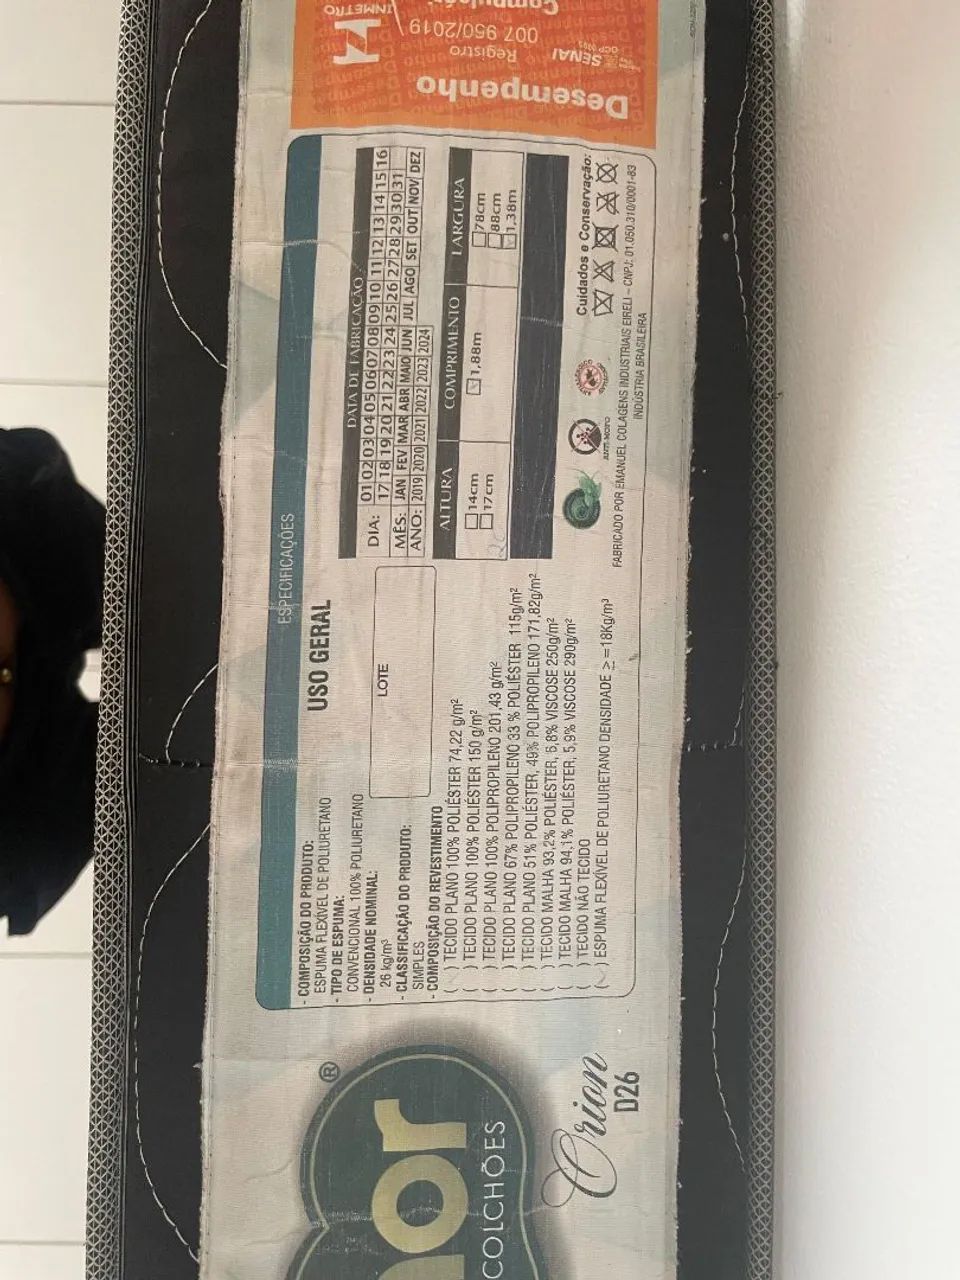 or
®
COLCHÕES
Orion
D26
ESPECIFICAÇÕES
- COMPOSIÇÃO DO PRODUTO:
ESPUMA FLEXÍVEL DE POLIURETANO
- TIPO DE ESPUMA:
CONVENCIONAL 100% POLIURETANO
- DENSIDADE NOMINAL:
26 kg/m³
- CLASSIFICAÇÃO DO PRODUTO:
SIMPLES
- COMPOSIÇÃO DO REVESTIMENTO
( ) TECIDO PLANO 100% POLIÉSTER 74,22 g/m²
( ) TECIDO PLANO 100% POLIÉSTER 150 g/m²
( ) TECIDO PLANO 100% POLIPROPILENO 201,43 g/m²
( ) TECIDO PLANO 67% POLIPROPILENO 33 % POLIÉSTER 115g/m²
( ) TECIDO PLANO 51% POLIÉSTER, 49% POLIPROPILENO 171,82g/m²
( ) TECIDO MALHA 93,2% POLIÉSTER, 6,8% VISCOSE 250g/m²
( ) TECIDO MALHA 94,1% POLIÉSTER, 5,9% VISCOSE 290g/m²
( ) TECIDO NÃO TECIDO
( ) ESPUMA FLEXÍVEL DE POLIURETANO DENSIDADE >=18Kg/m³
USO GERAL
LOTE
DATA DE FABRICAÇÃO
DIA: 01 02 03 04 05 06 07 08 09 10 11 12 13 14 15 16
17 18 19 20 21 22 23 24 25 26 27 28 29 30 31
MÊS: JAN FEV MAR ABR MAIO JUN JUL AGO SET OUT NOV DEZ
ANO: 2019 2020 2021 2022 2023 2024
ALTURA COMPRIMENTO LARGURA
14cm 1,88m 78cm
17cm 88cm
20 1,38m
ANTI-MOFO
Cuidados e Conservação:
FABRICADO POR EMANUEL COLAGENS INDUSTRIAIS EIRELI – CNPJ: 01.050.310/0001-83
INDÚSTRIA BRASILEIRA
Desempenho
Registro
007 950/2019
SENAI
OCP 0095
INMETRO